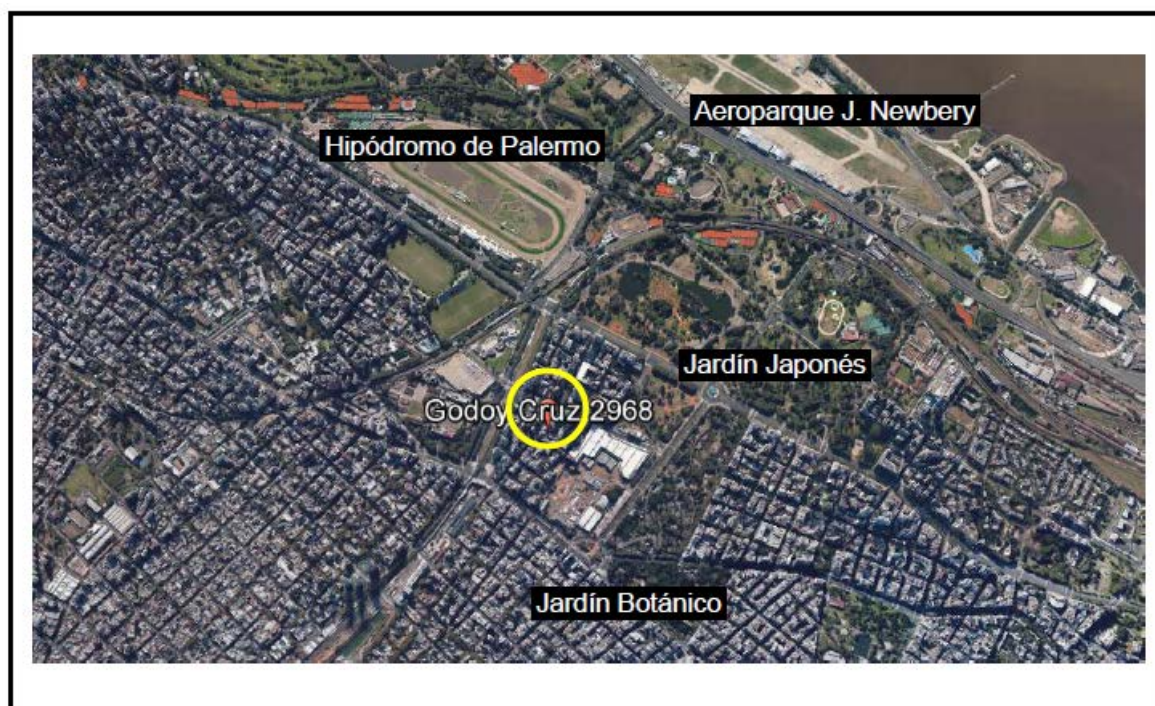 Aeroparque J. Newbery
Hipódromo de Palermo
Jardín Japonés
Godoy Cruz 2968
Jardín Botánico